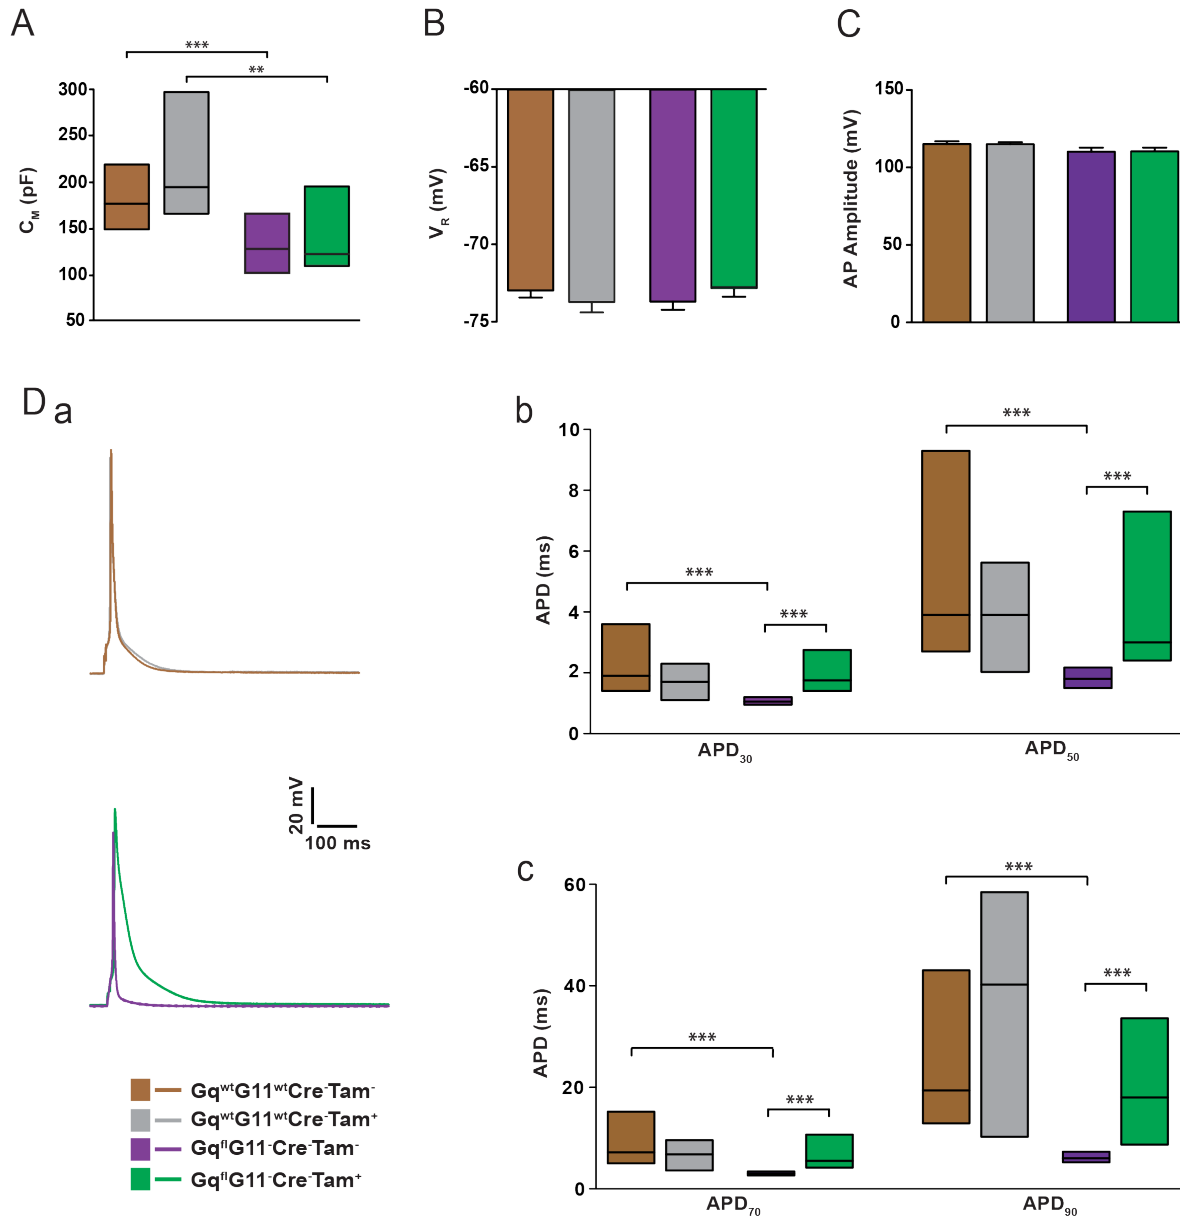 A
B
C
***
**
300
250
200
150
100
50
C_M (pF)
-60
-65
-70
-75
V_R (mV)
150
100
50
0
AP Amplitude (mV)
D a
20 mV
100 ms
b
10
8
6
4
2
0
APD (ms)
***
***
***
***
APD₃₀
APD₅₀
c
60
40
20
0
APD (ms)
***
***
***
***
APD₇₀
APD₉₀
GqʷᵗG11ʷᵗCre⁻Tam⁻
GqʷᵗG11ʷᵗCre⁻Tam⁺
GqᶠˡG11⁻Cre⁻Tam⁻
GqᶠˡG11⁻Cre⁻Tam⁺